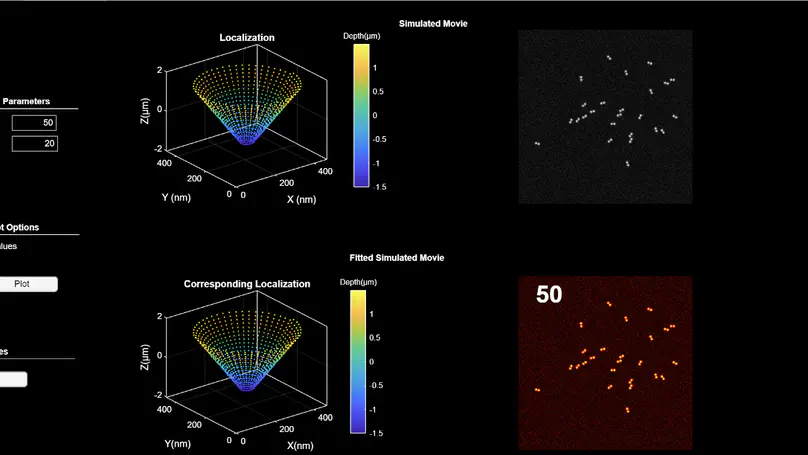 Simulated Movie
Localization
Depth(μm)
1
0.5
0
-0.5
-1
-1.5
2
0
-2
Z(μm)
400
200
0
Y (nm)
0
200
400
X (nm)
Parameters
50
20
t Options
alues
Plot
es
Fitted Simulated Movie
Corresponding Localization
Depth(μm)
1
0.5
0
-0.5
-1
-1.5
2
0
-2
Z(μm)
400
200
0
Y(nm)
0
200
400
X(nm)
50